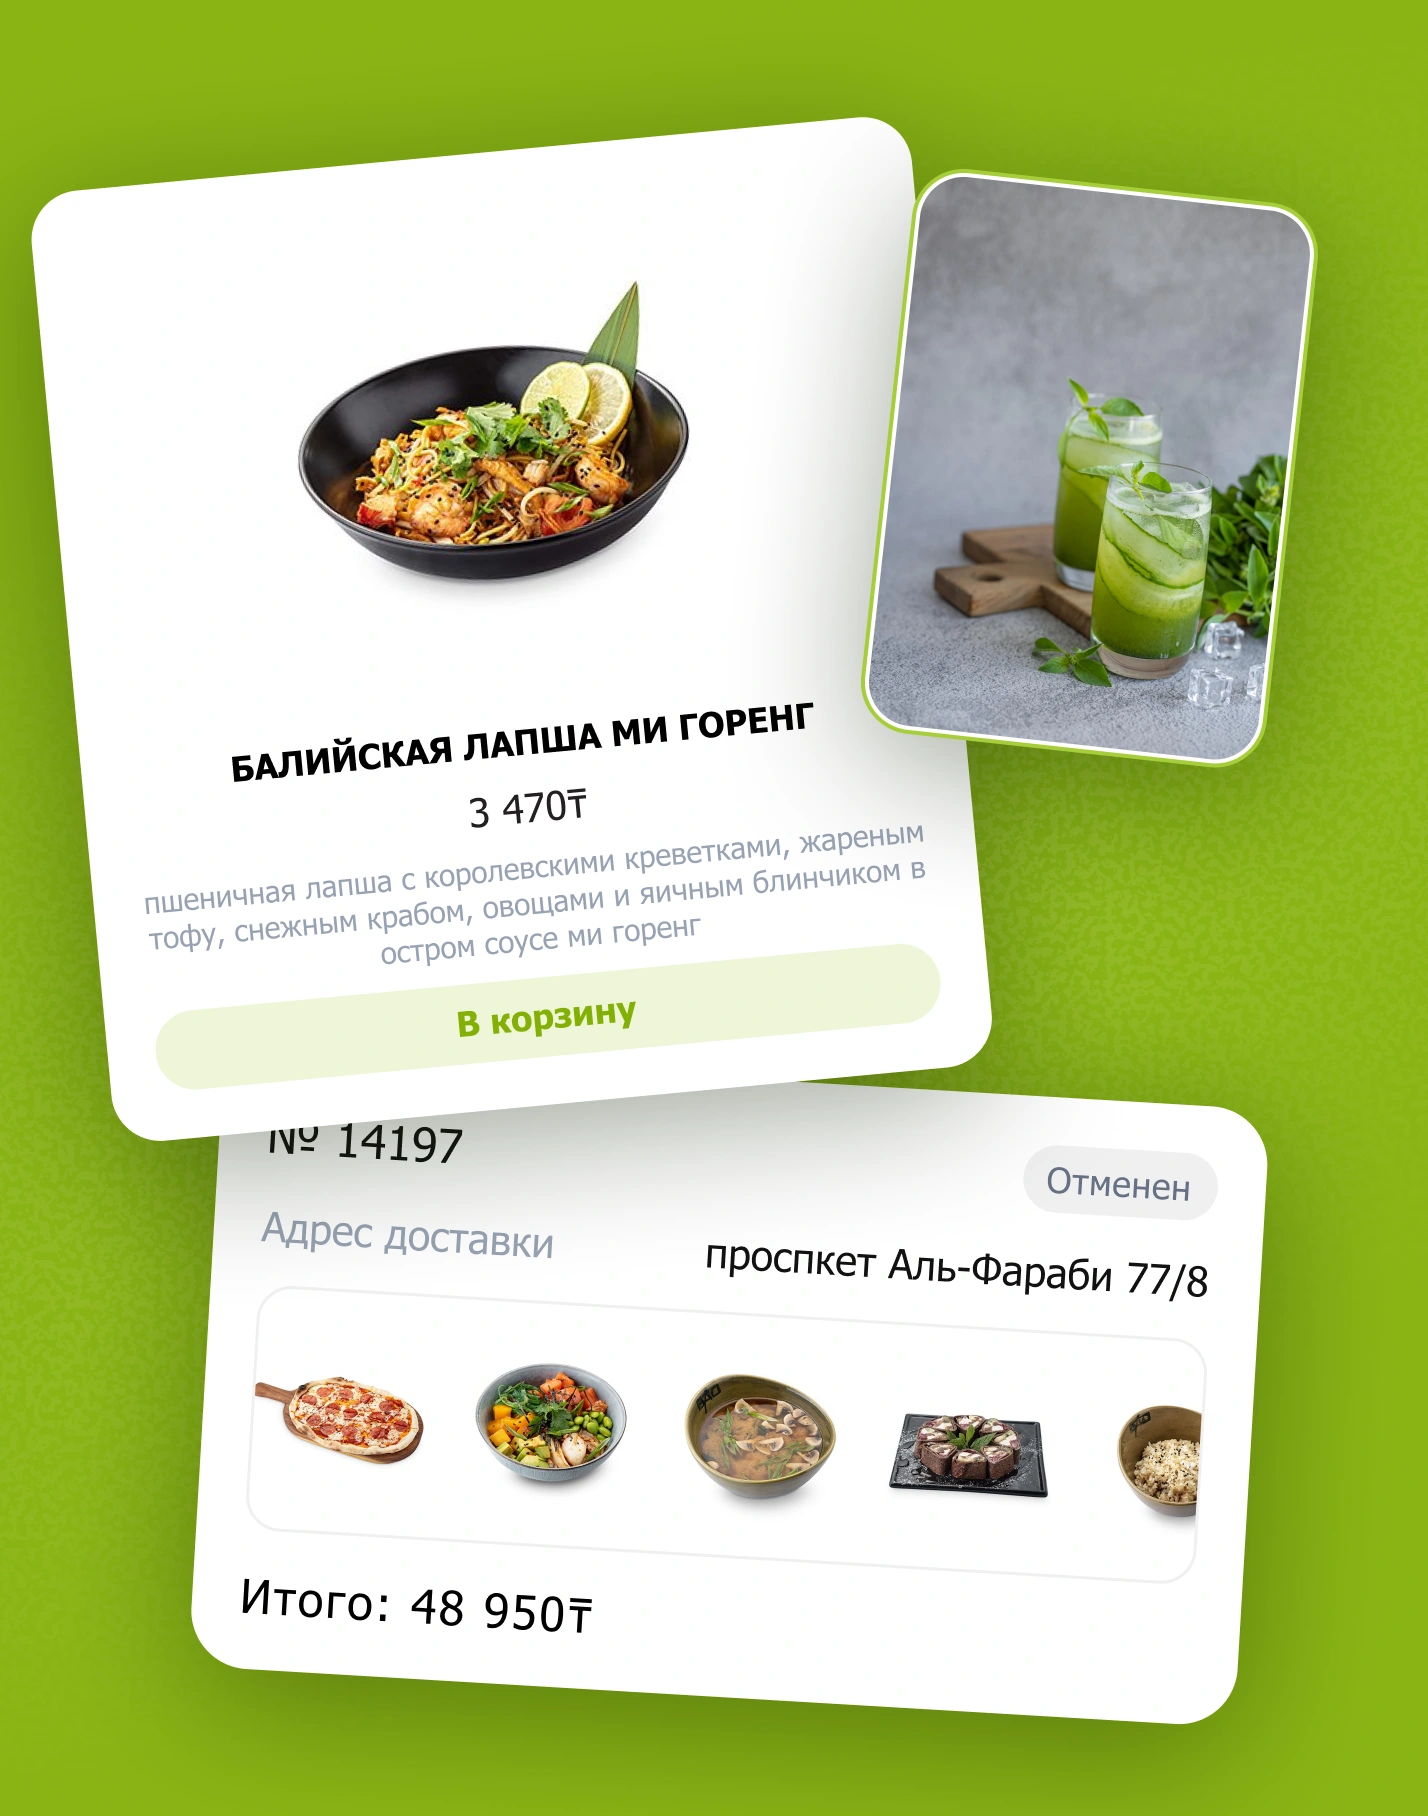 БАЛИЙСКАЯ ЛАПША МИ ГОРЕНГ
3 470₸
пшеничная лапша с королевскими креветками, жареным
тофу, снежным крабом, овощами и яичным блинчиком в
остром соусе ми горенг
В корзину
№ 14197
Отменен
Адрес доставки
проспкет Аль-Фараби 77/8
Итого: 48 950₸